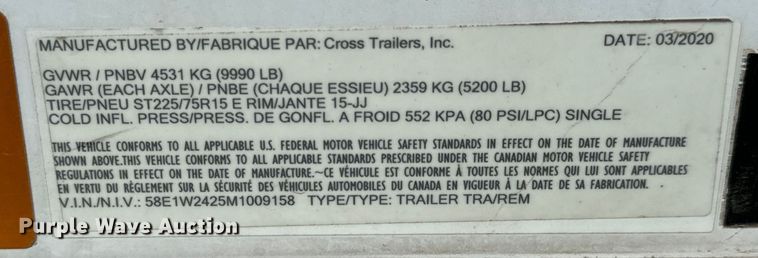 MANUFACTURED BY/FABRIQUE PAR: Cross Trailers, Inc. DATE: 03/2020
GVWR / PNBV 4531 KG (9990 LB)
GAWR (EACH AXLE) / PNBE (CHAQUE ESSIEU) 2359 KG (5200 LB)
TIRE/PNEU ST225/75R15 E RIM/JANTE 15-JJ
COLD INFL. PRESS/PRESS. DE GONFL. A FROID 552 KPA (80 PSI/LPC) SINGLE
THIS VEHICLE CONFORMS TO ALL APPLICABLE U.S. FEDERAL MOTOR VEHICLE SAFETY STANDARDS IN EFFECT ON THE DATE OF MANUFACTURE
SHOWN ABOVE.THIS VEHICLE CONFORMS TO ALL APPLICABLE STANDARDS PRESCRIBED UNDER THE CANADIAN MOTOR VEHICLE SAFETY
REGULATIONS IN EFFECT ON THE DATE OF MANUFACTURE.~CE VÉHICULE EST CONFORME À TOUTES LES NORMES QUI LUI SONT APPLICABLES
EN VERTU DU RÈGLEMENT SUR LA SÉCURITÉ DES VÉHICULES AUTOMOBILES DU CANADA EN VIGUEUR À LA DATE DE SA FABRICATION.
V.I.N./N.I.V.: 58E1W2425M1009158 TYPE/TYPE: TRAILER TRA/REM
Purple Wave Auction